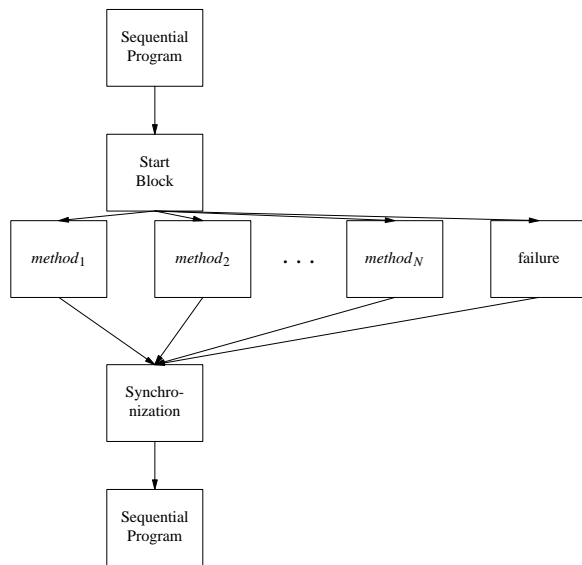 Sequential
Program
Start
Block
method1 method2 . . . methodN failure
Synchro-
nization
Sequential
Program